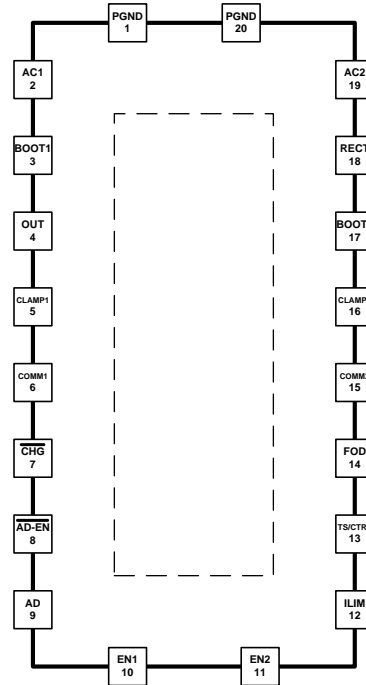 PGND
1
PGND
20
AC1
2
AC2
19
BOOT1
3
RECT
18
OUT
4
BOOT
17
CLAMP1
5
CLAMP
16
COMM1
6
COMM2
15
CHG
7
FOD
14
AD-EN
8
TS/CTR
13
AD
9
ILIM
12
EN1
10
EN2
11